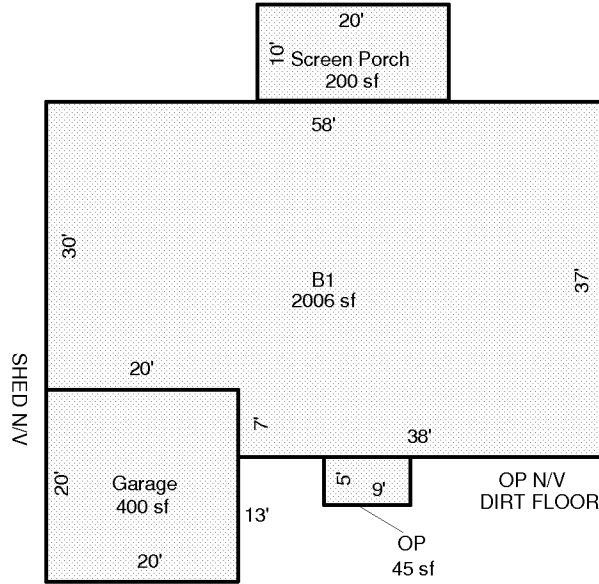 20'
10'
Screen Porch
200 sf
58'
30'
B1
2006 sf
37'
20'
SHED N/V
7'
38'
Garage
400 sf
20'
5'
9'
OP N/V
DIRT FLOOR
13'
OP
45 sf
20'